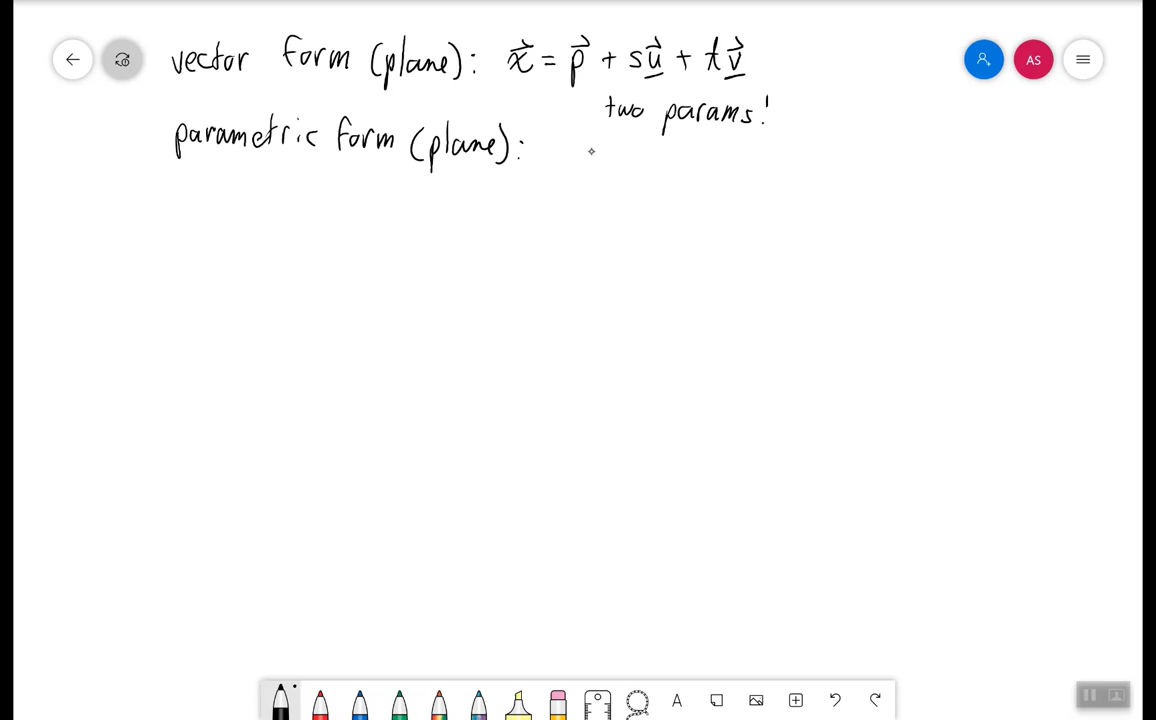 vector form (plane): x⃗ = p⃗ + su⃗ + tv⃗
two params!
parametric form (plane):
AS
A